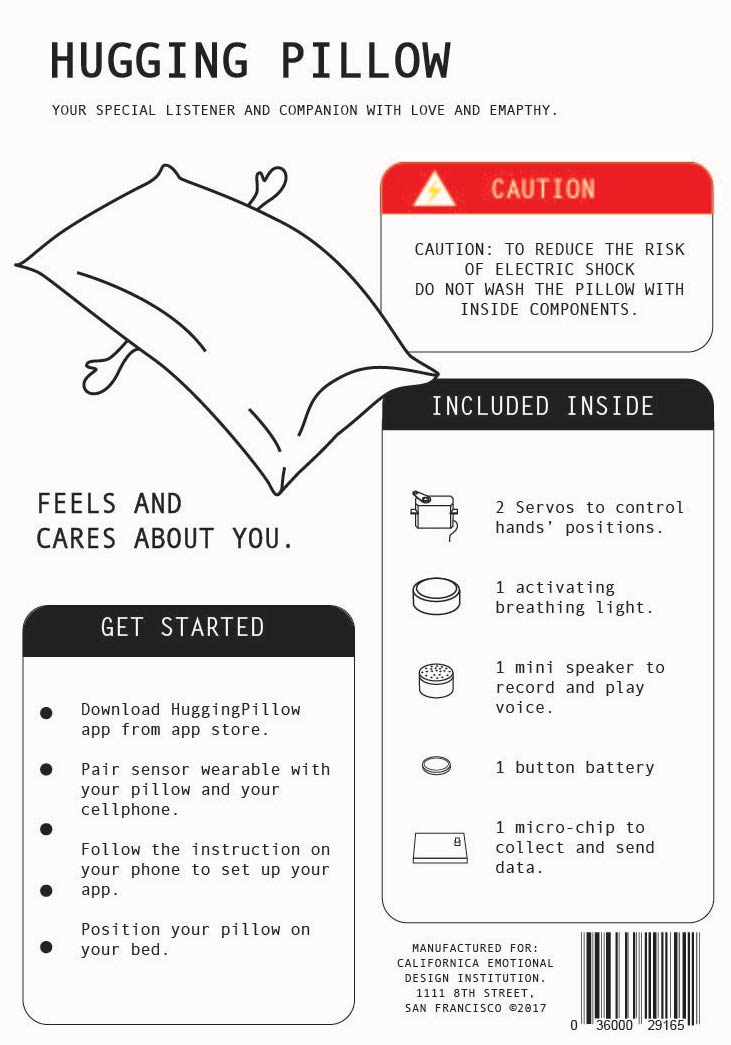 HUGGING PILLOW
YOUR SPECIAL LISTENER AND COMPANION WITH LOVE AND EMAPTHY.
CAUTION
CAUTION: TO REDUCE THE RISK
OF ELECTRIC SHOCK
DO NOT WASH THE PILLOW WITH
INSIDE COMPONENTS.
FEELS AND
CARES ABOUT YOU.
INCLUDED INSIDE
2 Servos to control
hands’ positions.
1 activating
breathing light.
1 mini speaker to
record and play
voice.
1 button battery
1 micro-chip to
collect and send
data.
GET STARTED
Download HuggingPillow
app from app store.
Pair sensor wearable with
your pillow and your
cellphone.
Follow the instruction on
your phone to set up your
app.
Position your pillow on
your bed.
MANUFACTURED FOR:
CALIFORNICA EMOTIONAL
DESIGN INSTITUTION.
1111 8TH STREET,
SAN FRANCISCO ©2017
0 36000 29165